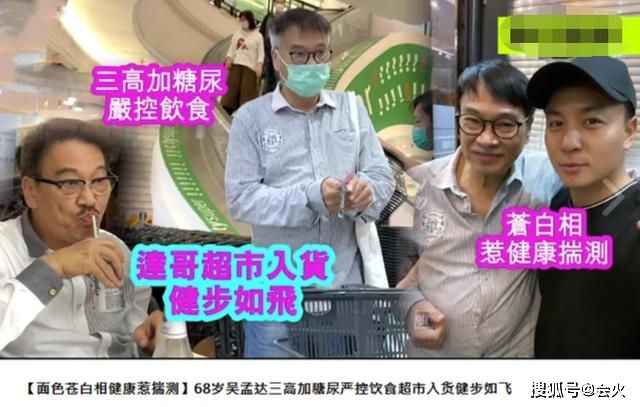 三高加糖尿
嚴控飲食
達哥超市入貨
健步如飛
蒼白相
惹健康揣測
【面色苍白相健康惹揣测】68岁吴孟达三高加糖尿严控饮食超市入货健步如飞
搜狐号@会火